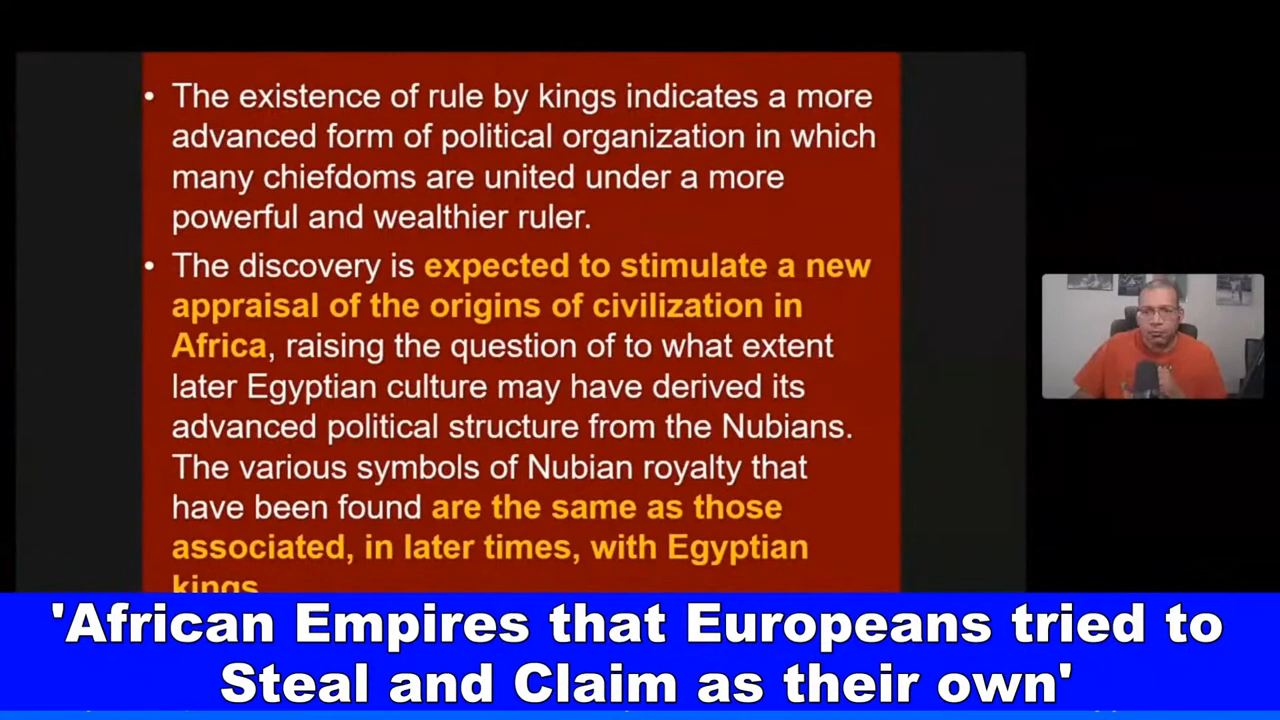 • The existence of rule by kings indicates a more
advanced form of political organization in which
many chiefdoms are united under a more
powerful and wealthier ruler.
• The discovery is expected to stimulate a new
appraisal of the origins of civilization in
Africa, raising the question of to what extent
later Egyptian culture may have derived its
advanced political structure from the Nubians.
The various symbols of Nubian royalty that
have been found are the same as those
associated, in later times, with Egyptian
kings
'African Empires that Europeans tried to
Steal and Claim as their own'